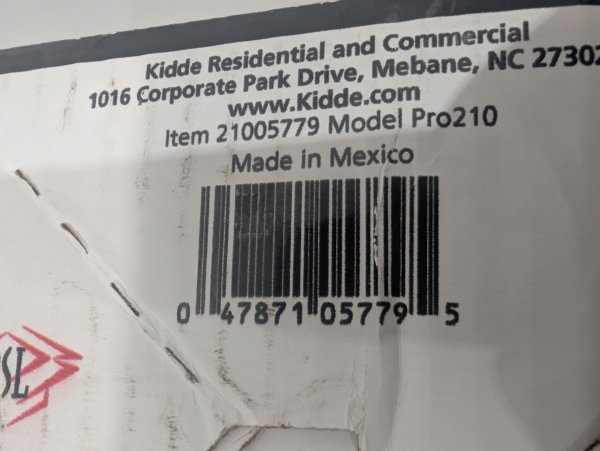 Kidde Residential and Commercial
1016 Corporate Park Drive, Mebane, NC 27302
www.Kidde.com
Item 21005779 Model Pro210
Made in Mexico
0 47871 05779 5
SL